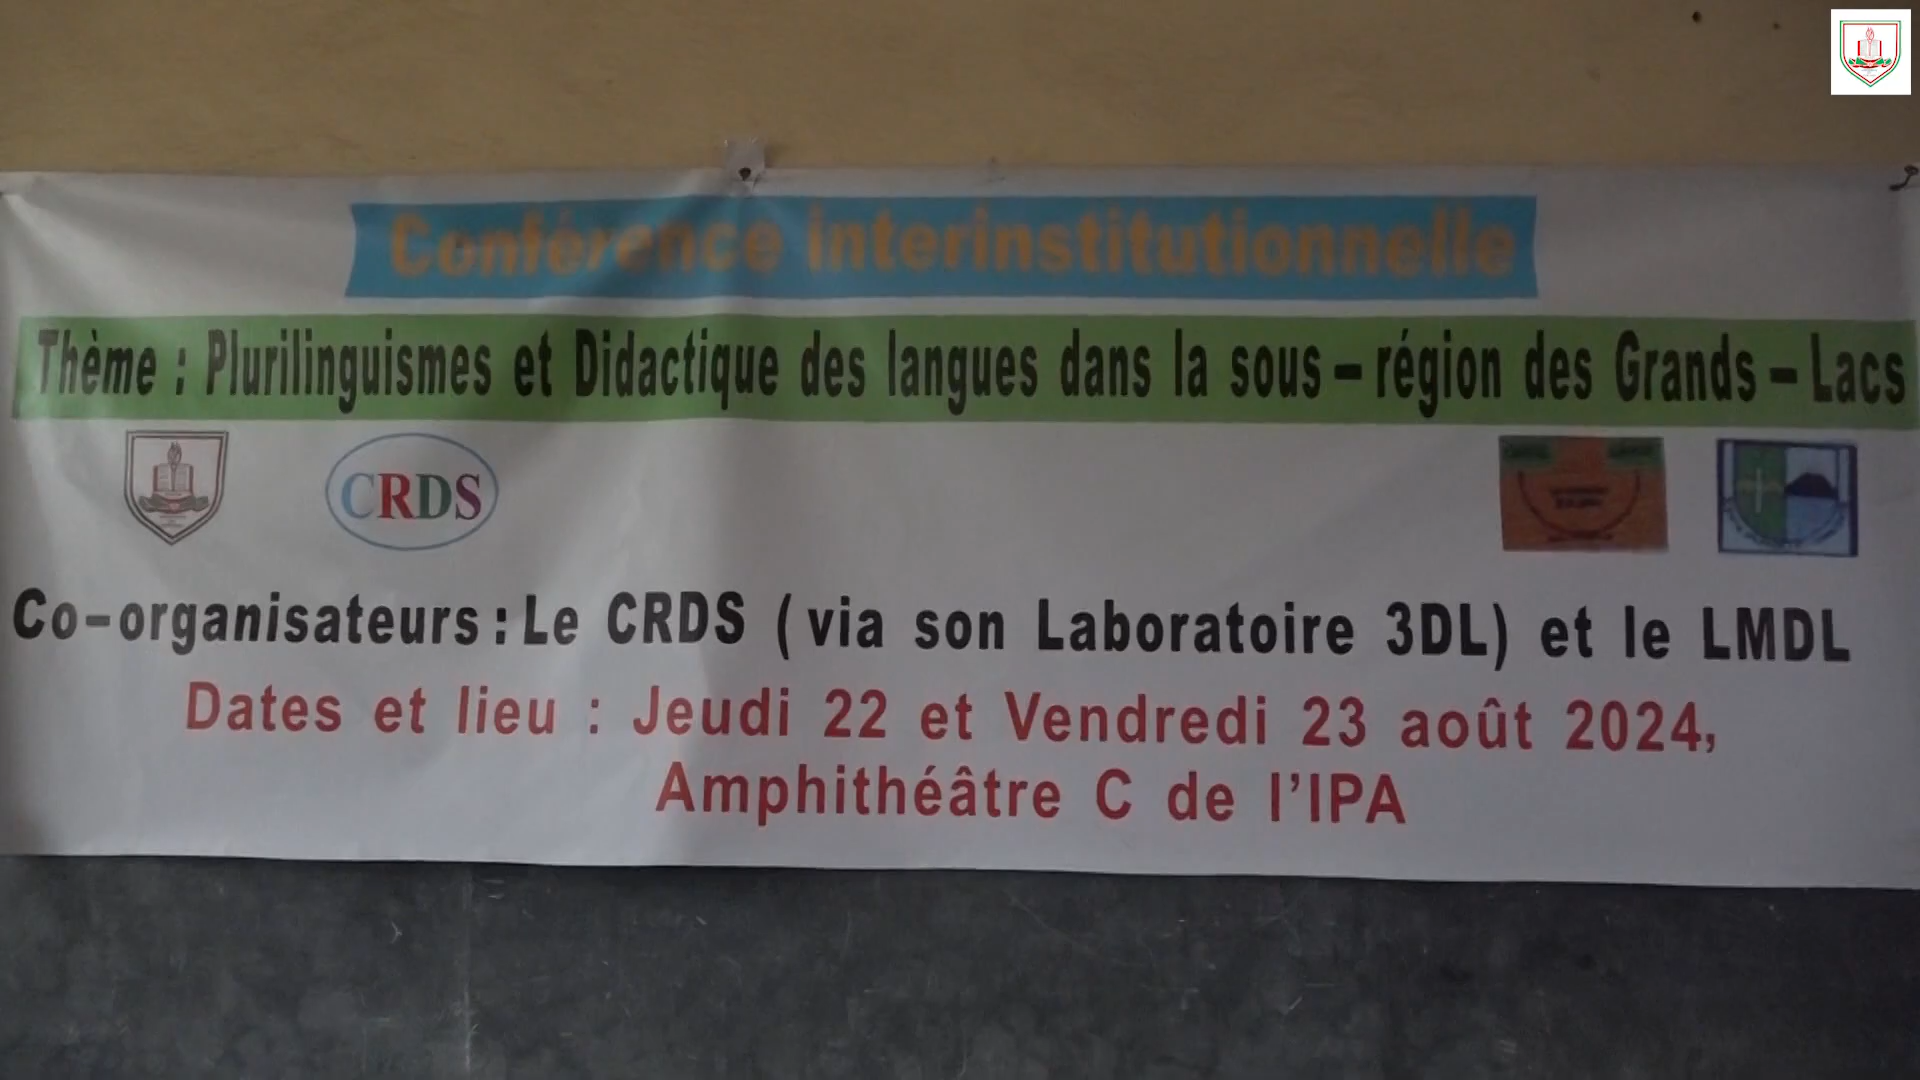 Conférence interinstitutionnelle
Thème : Plurilinguismes et Didactique des langues dans la sous – région des Grands – Lacs
CRDS
Co-organisateurs : Le CRDS ( via son Laboratoire 3DL) et le LMDL
Dates et lieu : Jeudi 22 et Vendredi 23 août 2024,
Amphithéâtre C de l'IPA